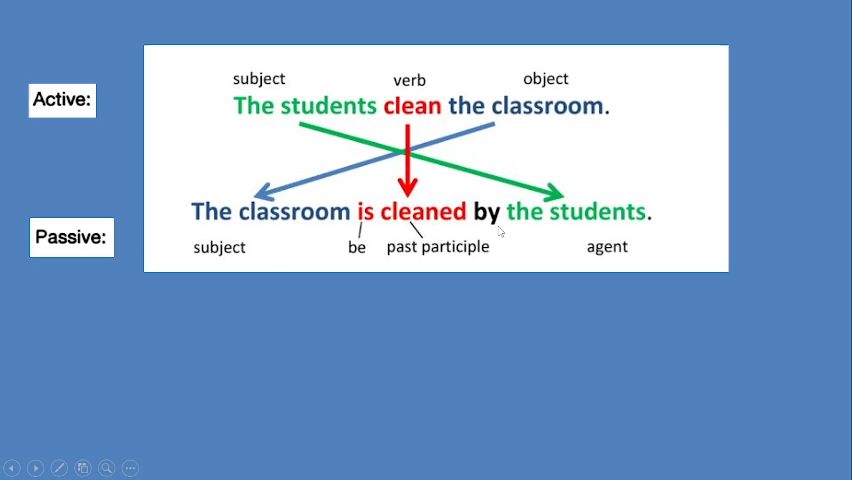 subject verb object
Active:
The students clean the classroom.
The classroom is cleaned by the students.
Passive:
subject be past participle agent